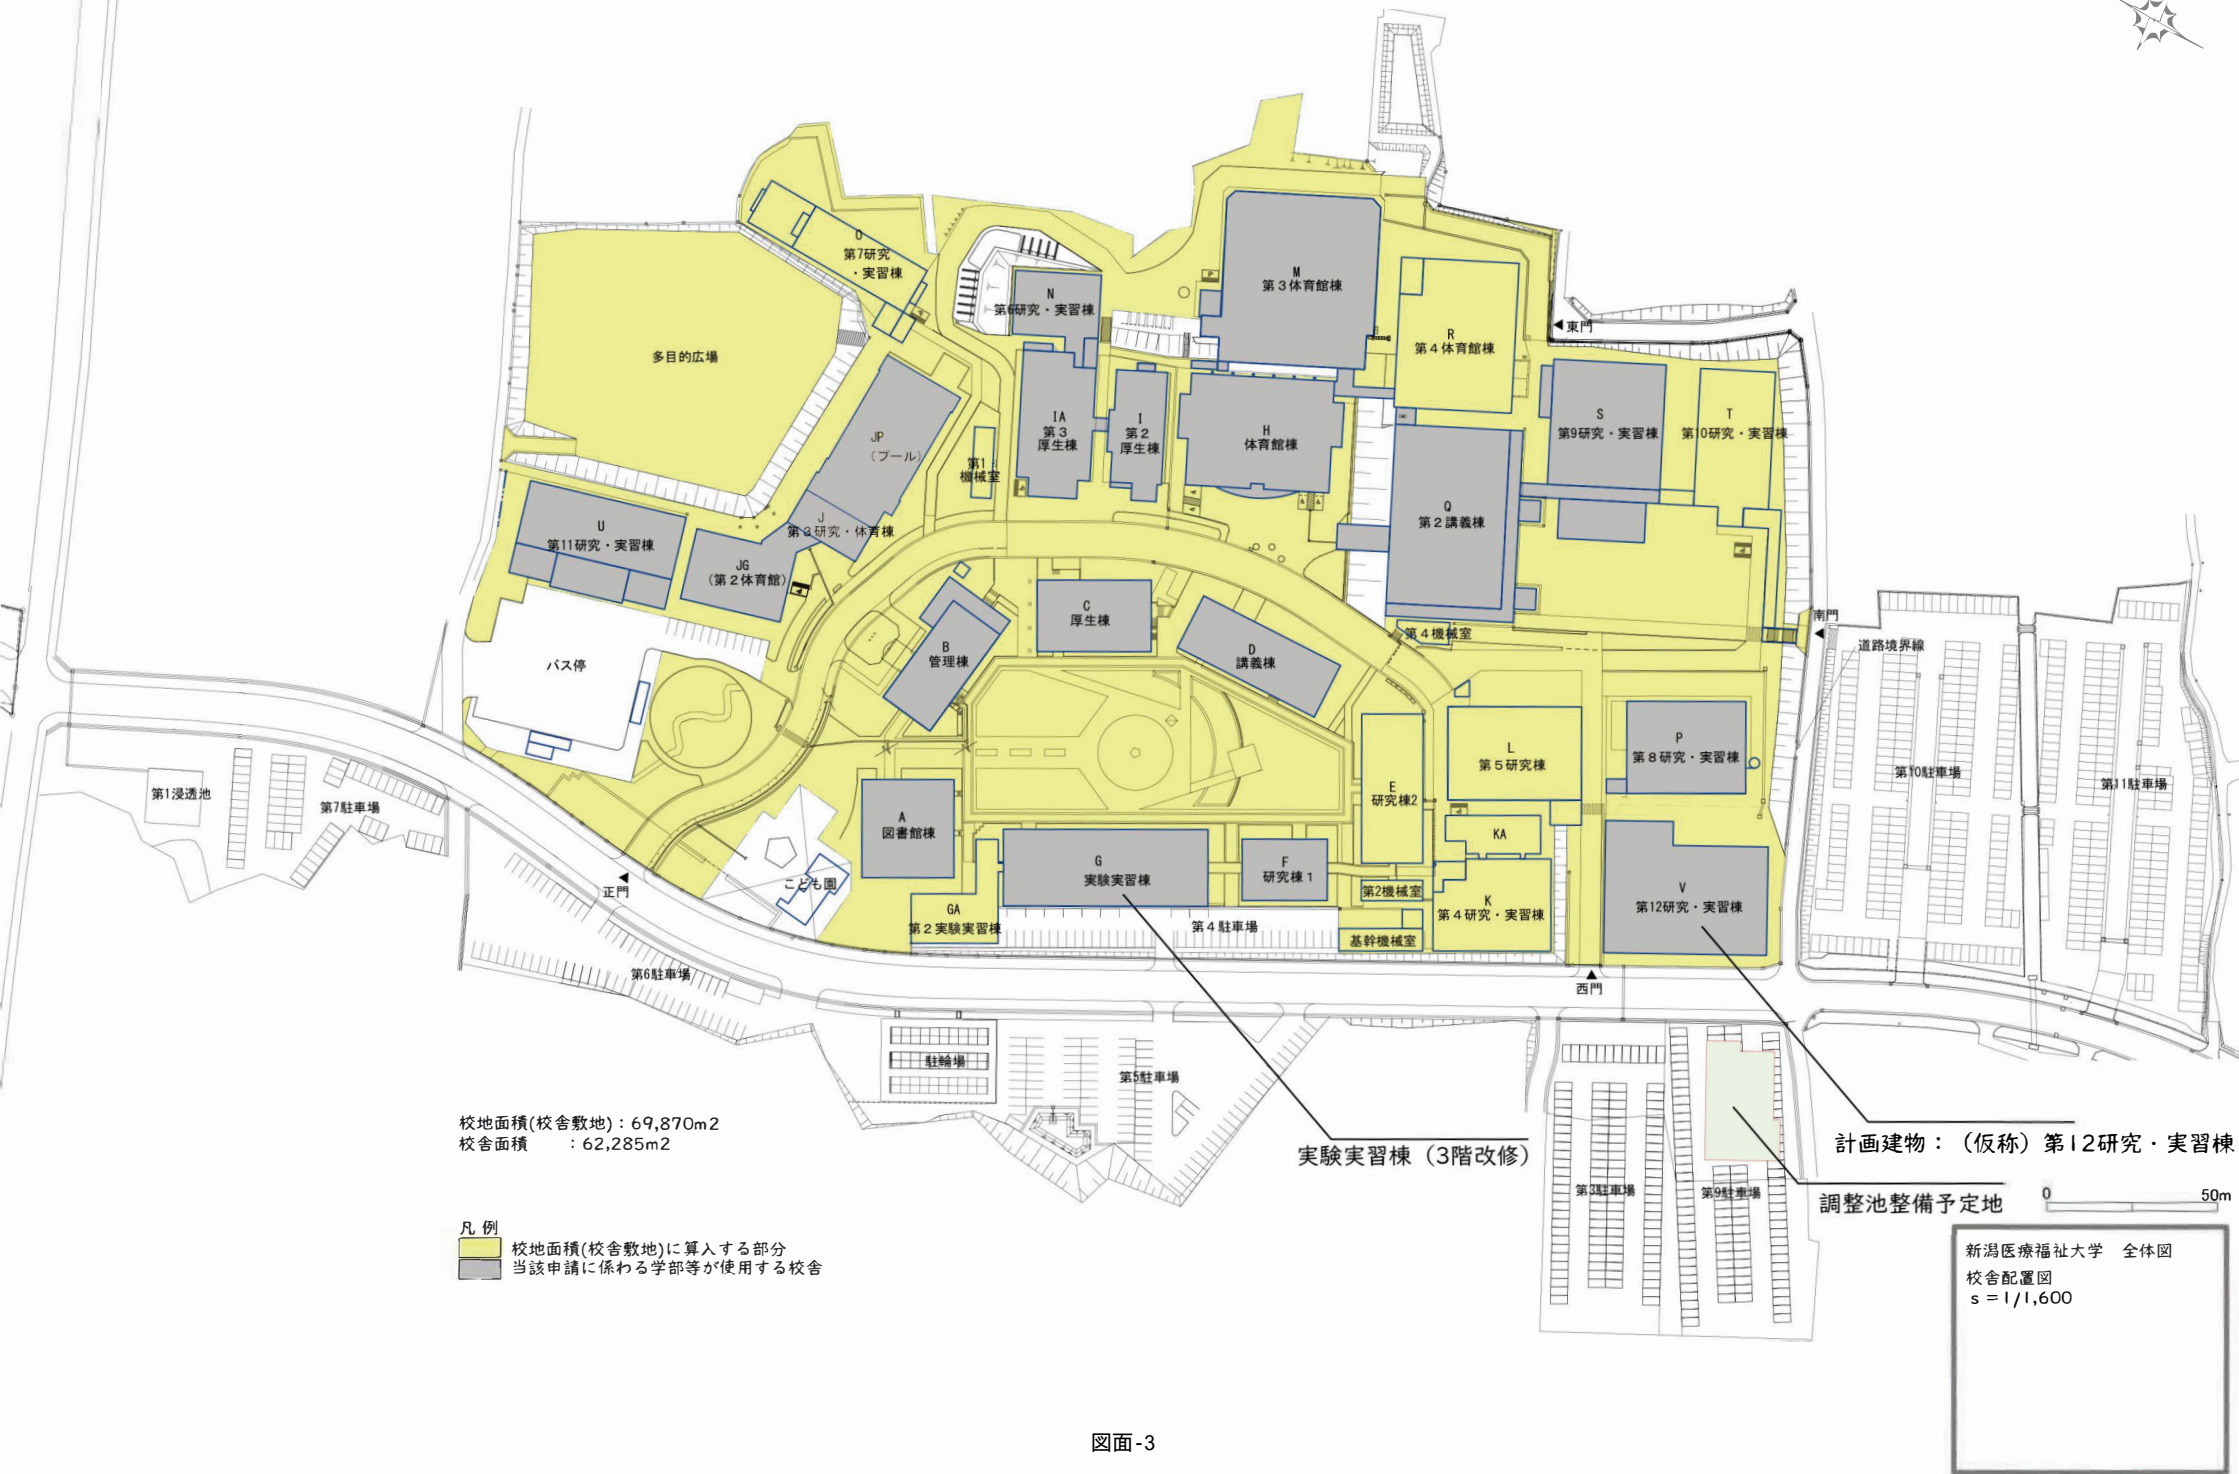 O
第7研究
・実習棟
N
第6研究・実習棟
M
第3体育館棟
R
第4体育館棟
東門
多目的広場
JP
(プール)
第1
機械室
IA
第3
厚生棟
I
第2
厚生棟
H
体育館棟
S
第9研究・実習棟
T
第10研究・実習棟
U
第11研究・実習棟
J
第3研究・体育棟
JG
(第2体育館)
Q
第2講義棟
C
厚生棟
B
管理棟
D
講義棟
第4機械室
南門
道路境界線
バス停
L
第5研究棟
P
第8研究・実習棟
第10駐車場
第11駐車場
第1浸透池
第7駐車場
A
図書館棟
E
研究棟2
KA
こども園
正門
G
実験実習棟
F
研究棟1
第2機械室
K
第4研究・実習棟
V
第12研究・実習棟
GA
第2実験実習棟
第4駐車場
基幹機械室
第6駐車場
西門
駐輪場
第5駐車場
校地面積(校舎敷地):69,870m2
校舎面積 :62,285m2
実験実習棟(3階改修)
計画建物:(仮称)第12研究・実習棟
第3駐車場
第9駐車場
調整池整備予定地
0 50m
凡例
校地面積(校舎敷地)に算入する部分
当該申請に係わる学部等が使用する校舎
新潟医療福祉大学 全体図
校舎配置図
s=1/1,600
図面-3